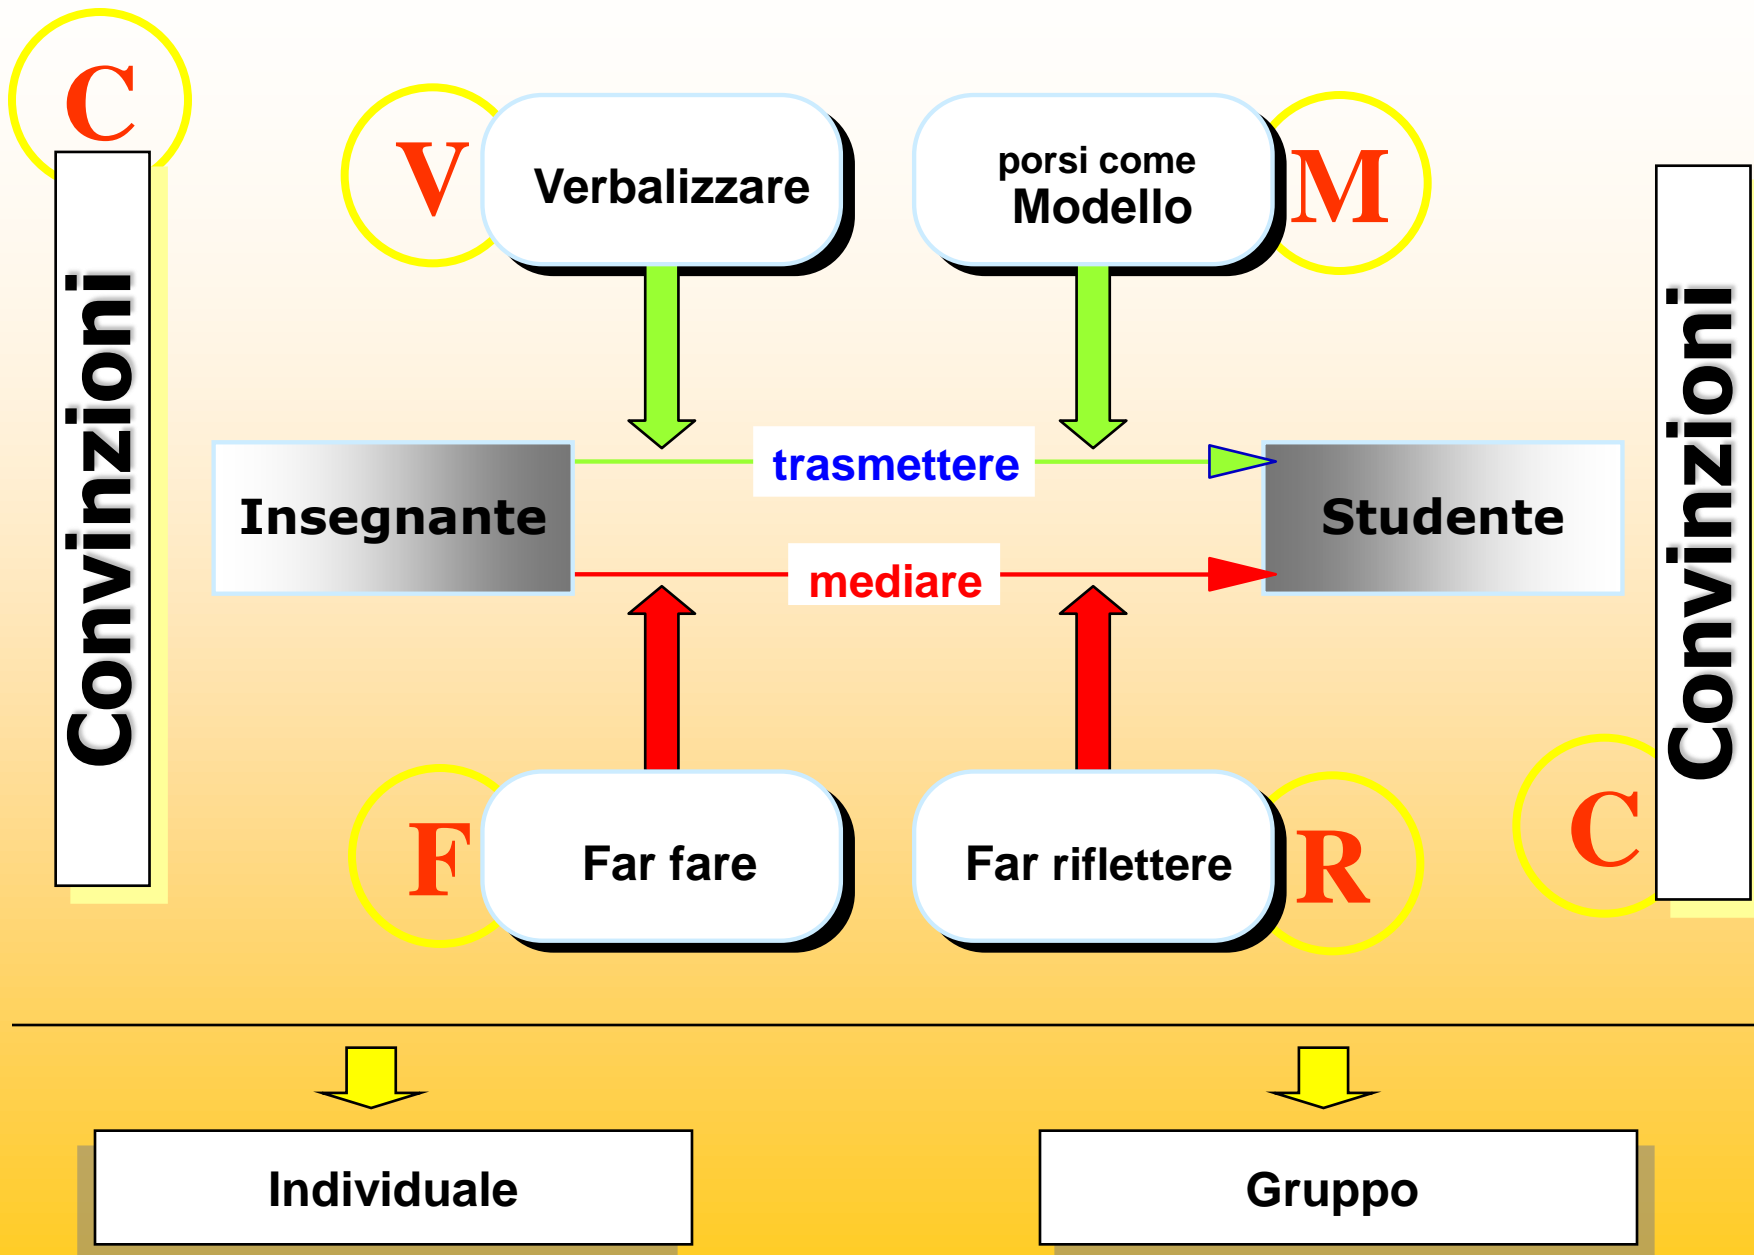 C
Convinzioni
V
Verbalizzare
porsi come
Modello
M
Insegnante
trasmettere
mediare
Studente
F
Far fare
Far riflettere
R
C
Convinzioni
Individuale
Gruppo